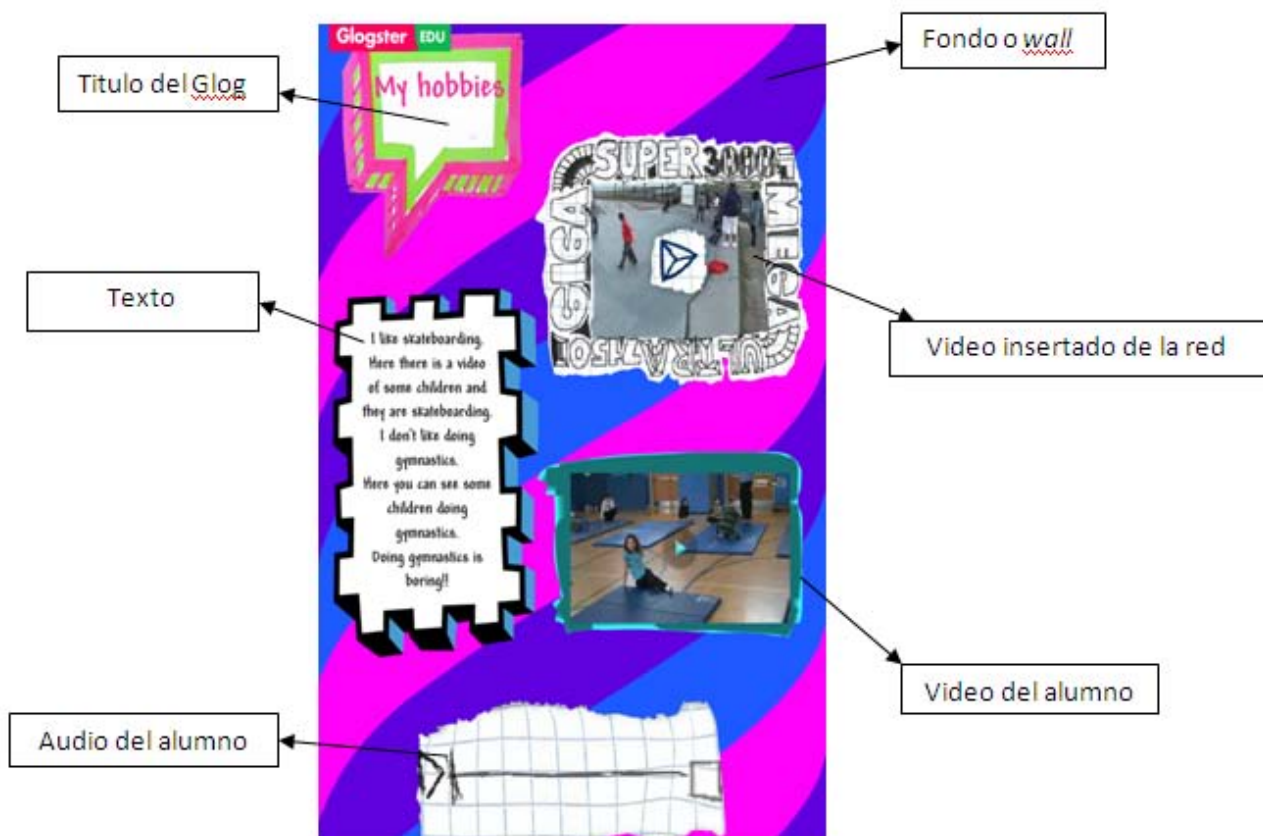 Glogster EDU
Fondo o wall
Titulo del Glog
My hobbies
SUPER
MEGA
ULTRA
GIGA
Texto
I like skateboarding.
Here there is a video
of some children and
they are skateboarding.
I don't like doing
gymnastics.
Here you can see some
children doing
gymnastics.
Doing gymnastics is
boring!!
Video insertado de la red
Video del alumno
Audio del alumno